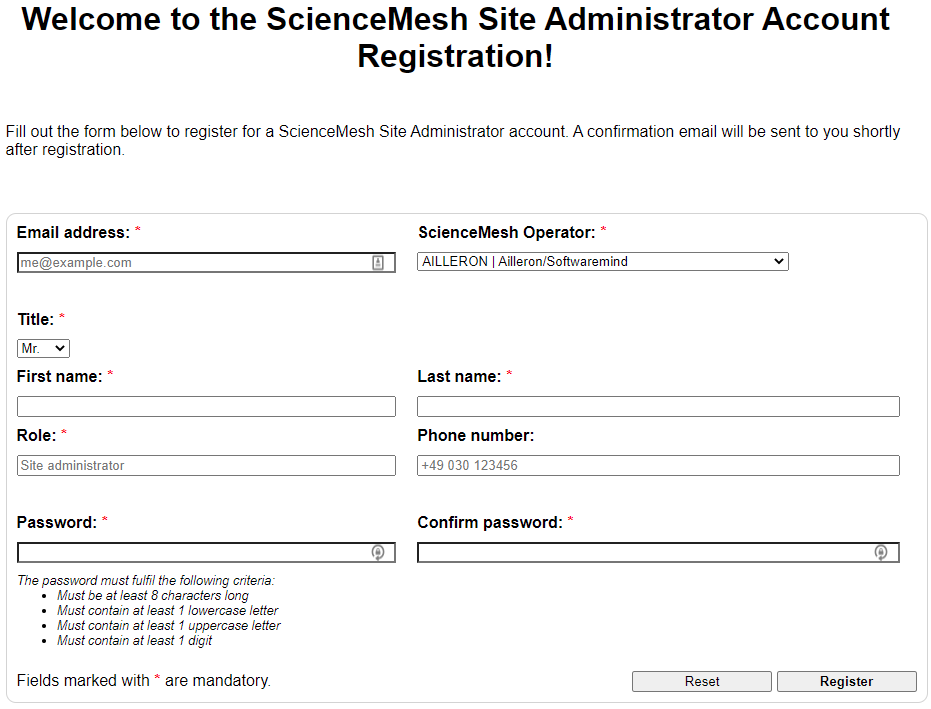 Welcome to the ScienceMesh Site Administrator Account
Registration!
Fill out the form below to register for a ScienceMesh Site Administrator account. A confirmation email will be sent to you shortly
after registration.
Email address: *
ScienceMesh Operator: *
me@example.com
AILLERON | Ailleron/Softwaremind
Title: *
Mr.
First name: *
Last name: *
Role: *
Phone number:
Site administrator
+49 030 123456
Password: *
Confirm password: *
The password must fulfil the following criteria:
• Must be at least 8 characters long
• Must contain at least 1 lowercase letter
• Must contain at least 1 uppercase letter
• Must contain at least 1 digit
Fields marked with * are mandatory.
Reset
Register